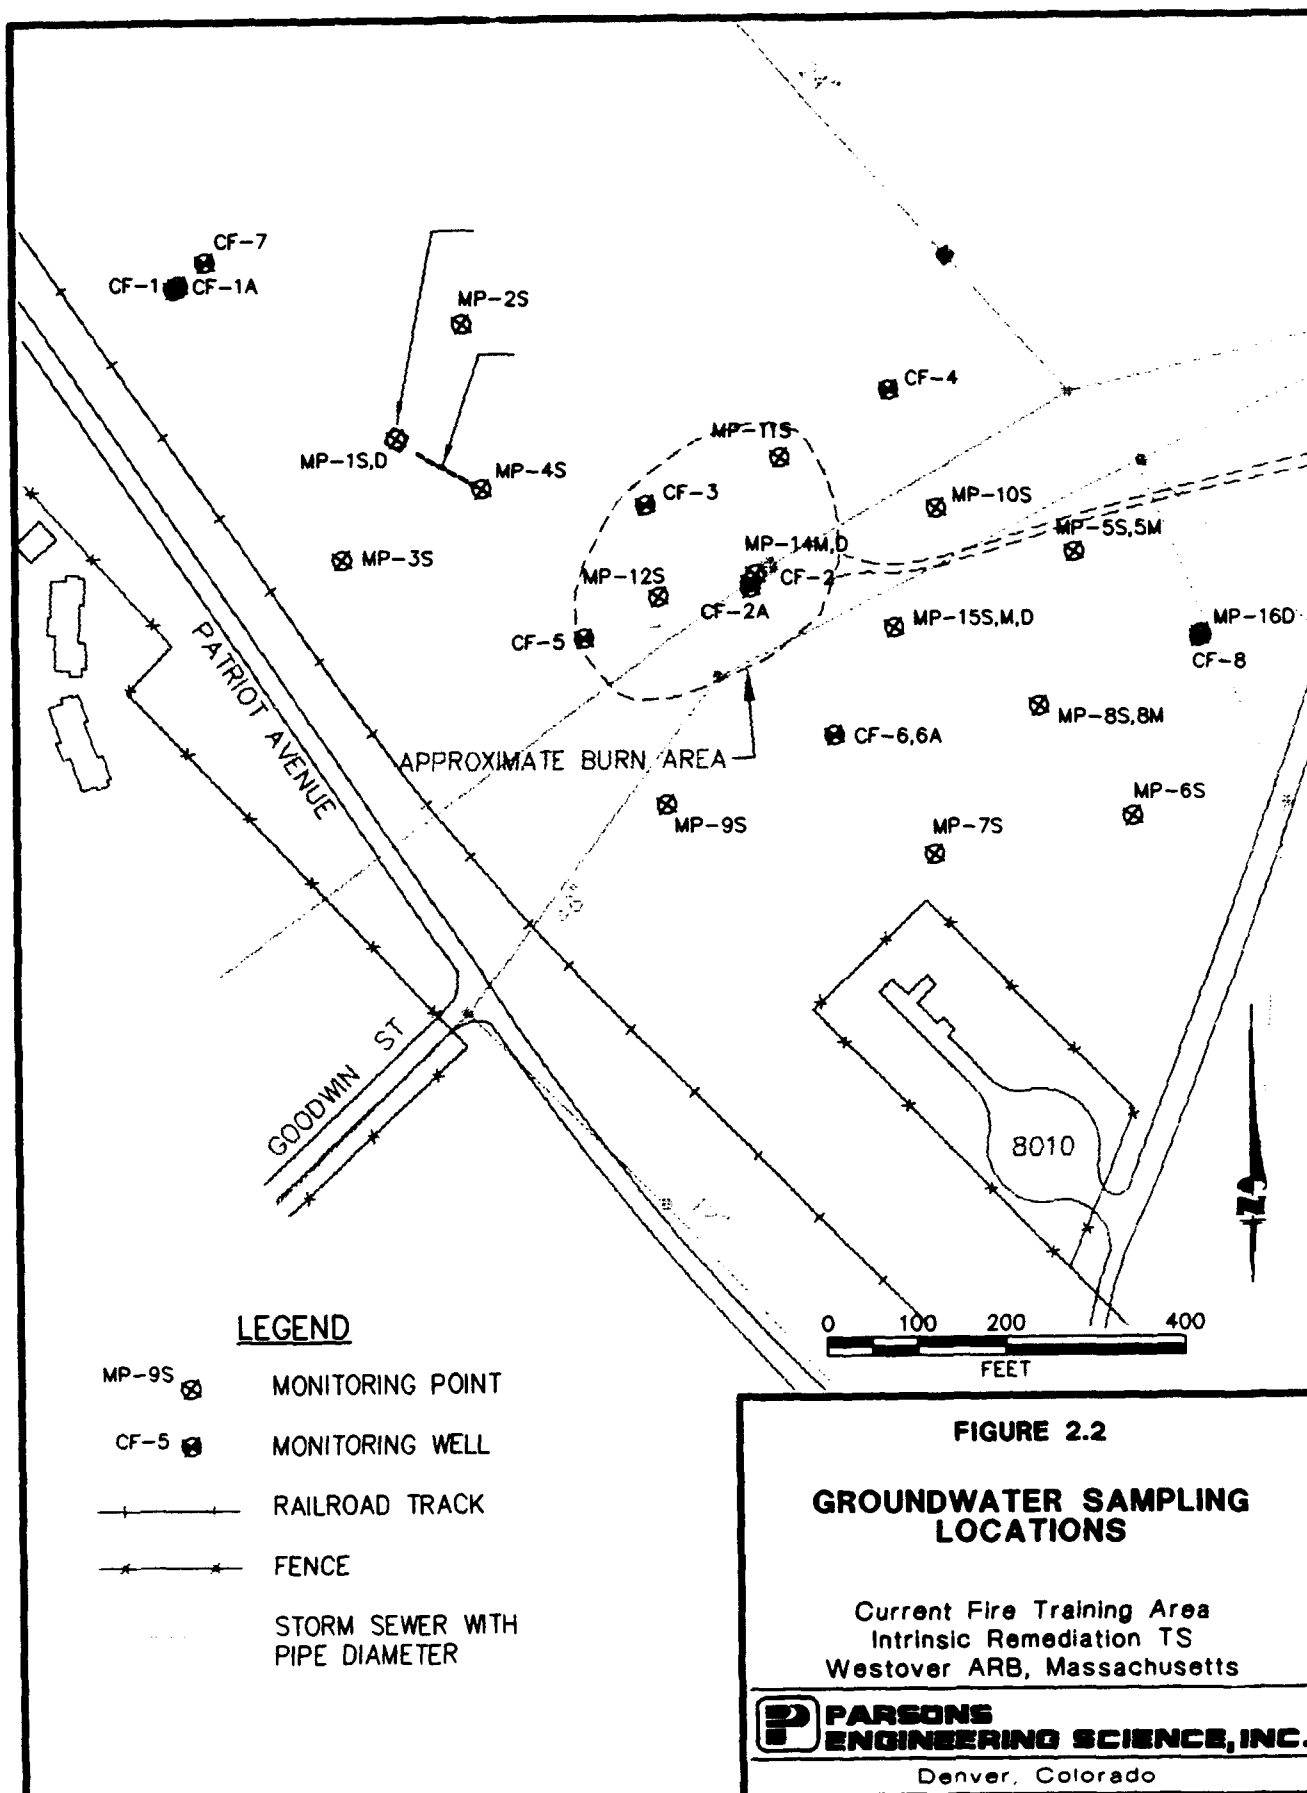 CF-7
CF-1
CF-1A
MP-2S
CF-4
MP-11S
MP-1S,D
MP-4S
CF-3
MP-10S
MP-5S,5M
MP-14M,D
MP-3S
MP-12S
CF-2
CF-2A
MP-15S,M,D
MP-16D
CF-5
CF-8
PATRIOT AVENUE
MP-8S,8M
CF-6,6A
APPROXIMATE BURN AREA
MP-6S
MP-9S
MP-7S
GOODWIN ST
8010
N
0 100 200 400
FEET
LEGEND
MP-9S MONITORING POINT
CF-5 MONITORING WELL
RAILROAD TRACK
FENCE
STORM SEWER WITH
PIPE DIAMETER
FIGURE 2.2
GROUNDWATER SAMPLING
LOCATIONS
Current Fire Training Area
Intrinsic Remediation TS
Westover ARB, Massachusetts
PARSONS
ENGINEERING SCIENCE, INC.
Denver, Colorado